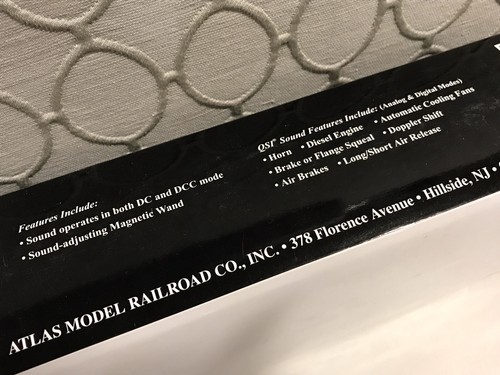 Features Include:
• Sound operates in both DC and DCC mode
• Sound-adjusting Magnetic Wand
QSI® Sound Features Include: (Analog & Digital Modes)
• Horn • Diesel Engine • Automatic Cooling Fans
• Brake or Flange Squeal • Doppler Shift
• Air Brakes • Long/Short Air Release
ATLAS MODEL RAILROAD CO., INC. • 378 Florence Avenue • Hillside, NJ •